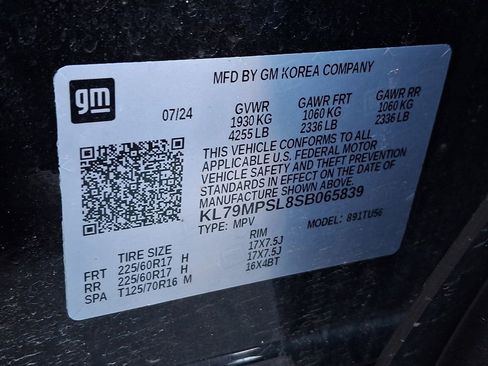 gm
MFD BY GM KOREA COMPANY
07/24
GVWR GAWR FRT GAWR RR
1930 KG 1060 KG 1060 KG
4255 LB 2336 LB 2336 LB
THIS VEHICLE CONFORMS TO ALL
APPLICABLE U.S. FEDERAL MOTOR
VEHICLE SAFETY AND THEFT PREVENTION
STANDARDS IN EFFECT ON THE DATE OF
MANUFACTURE SHOWN ABOVE.
KL79MPSL8SB065839
TYPE: MPV MODEL: 891TU56
TIRE SIZE RIM
FRT 225/60R17 H 17X7.5J
RR 225/60R17 H 17X7.5J
SPA T125/70R16 M 16X4BT